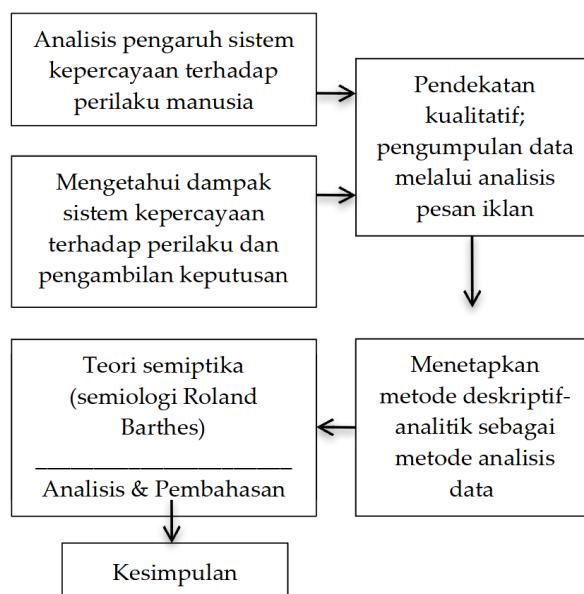 Analisis pengaruh sistem
kepercayaan terhadap
perilaku manusia
Mengetahui dampak
sistem kepercayaan
terhadap perilaku dan
pengambilan keputusan
Pendekatan
kualitatif;
pengumpulan data
melalui analisis
pesan iklan
Menetapkan
metode deskriptif-
analitik sebagai
metode analisis
data
Teori semiptika
(semiologi Roland
Barthes)
Analisis & Pembahasan
Kesimpulan